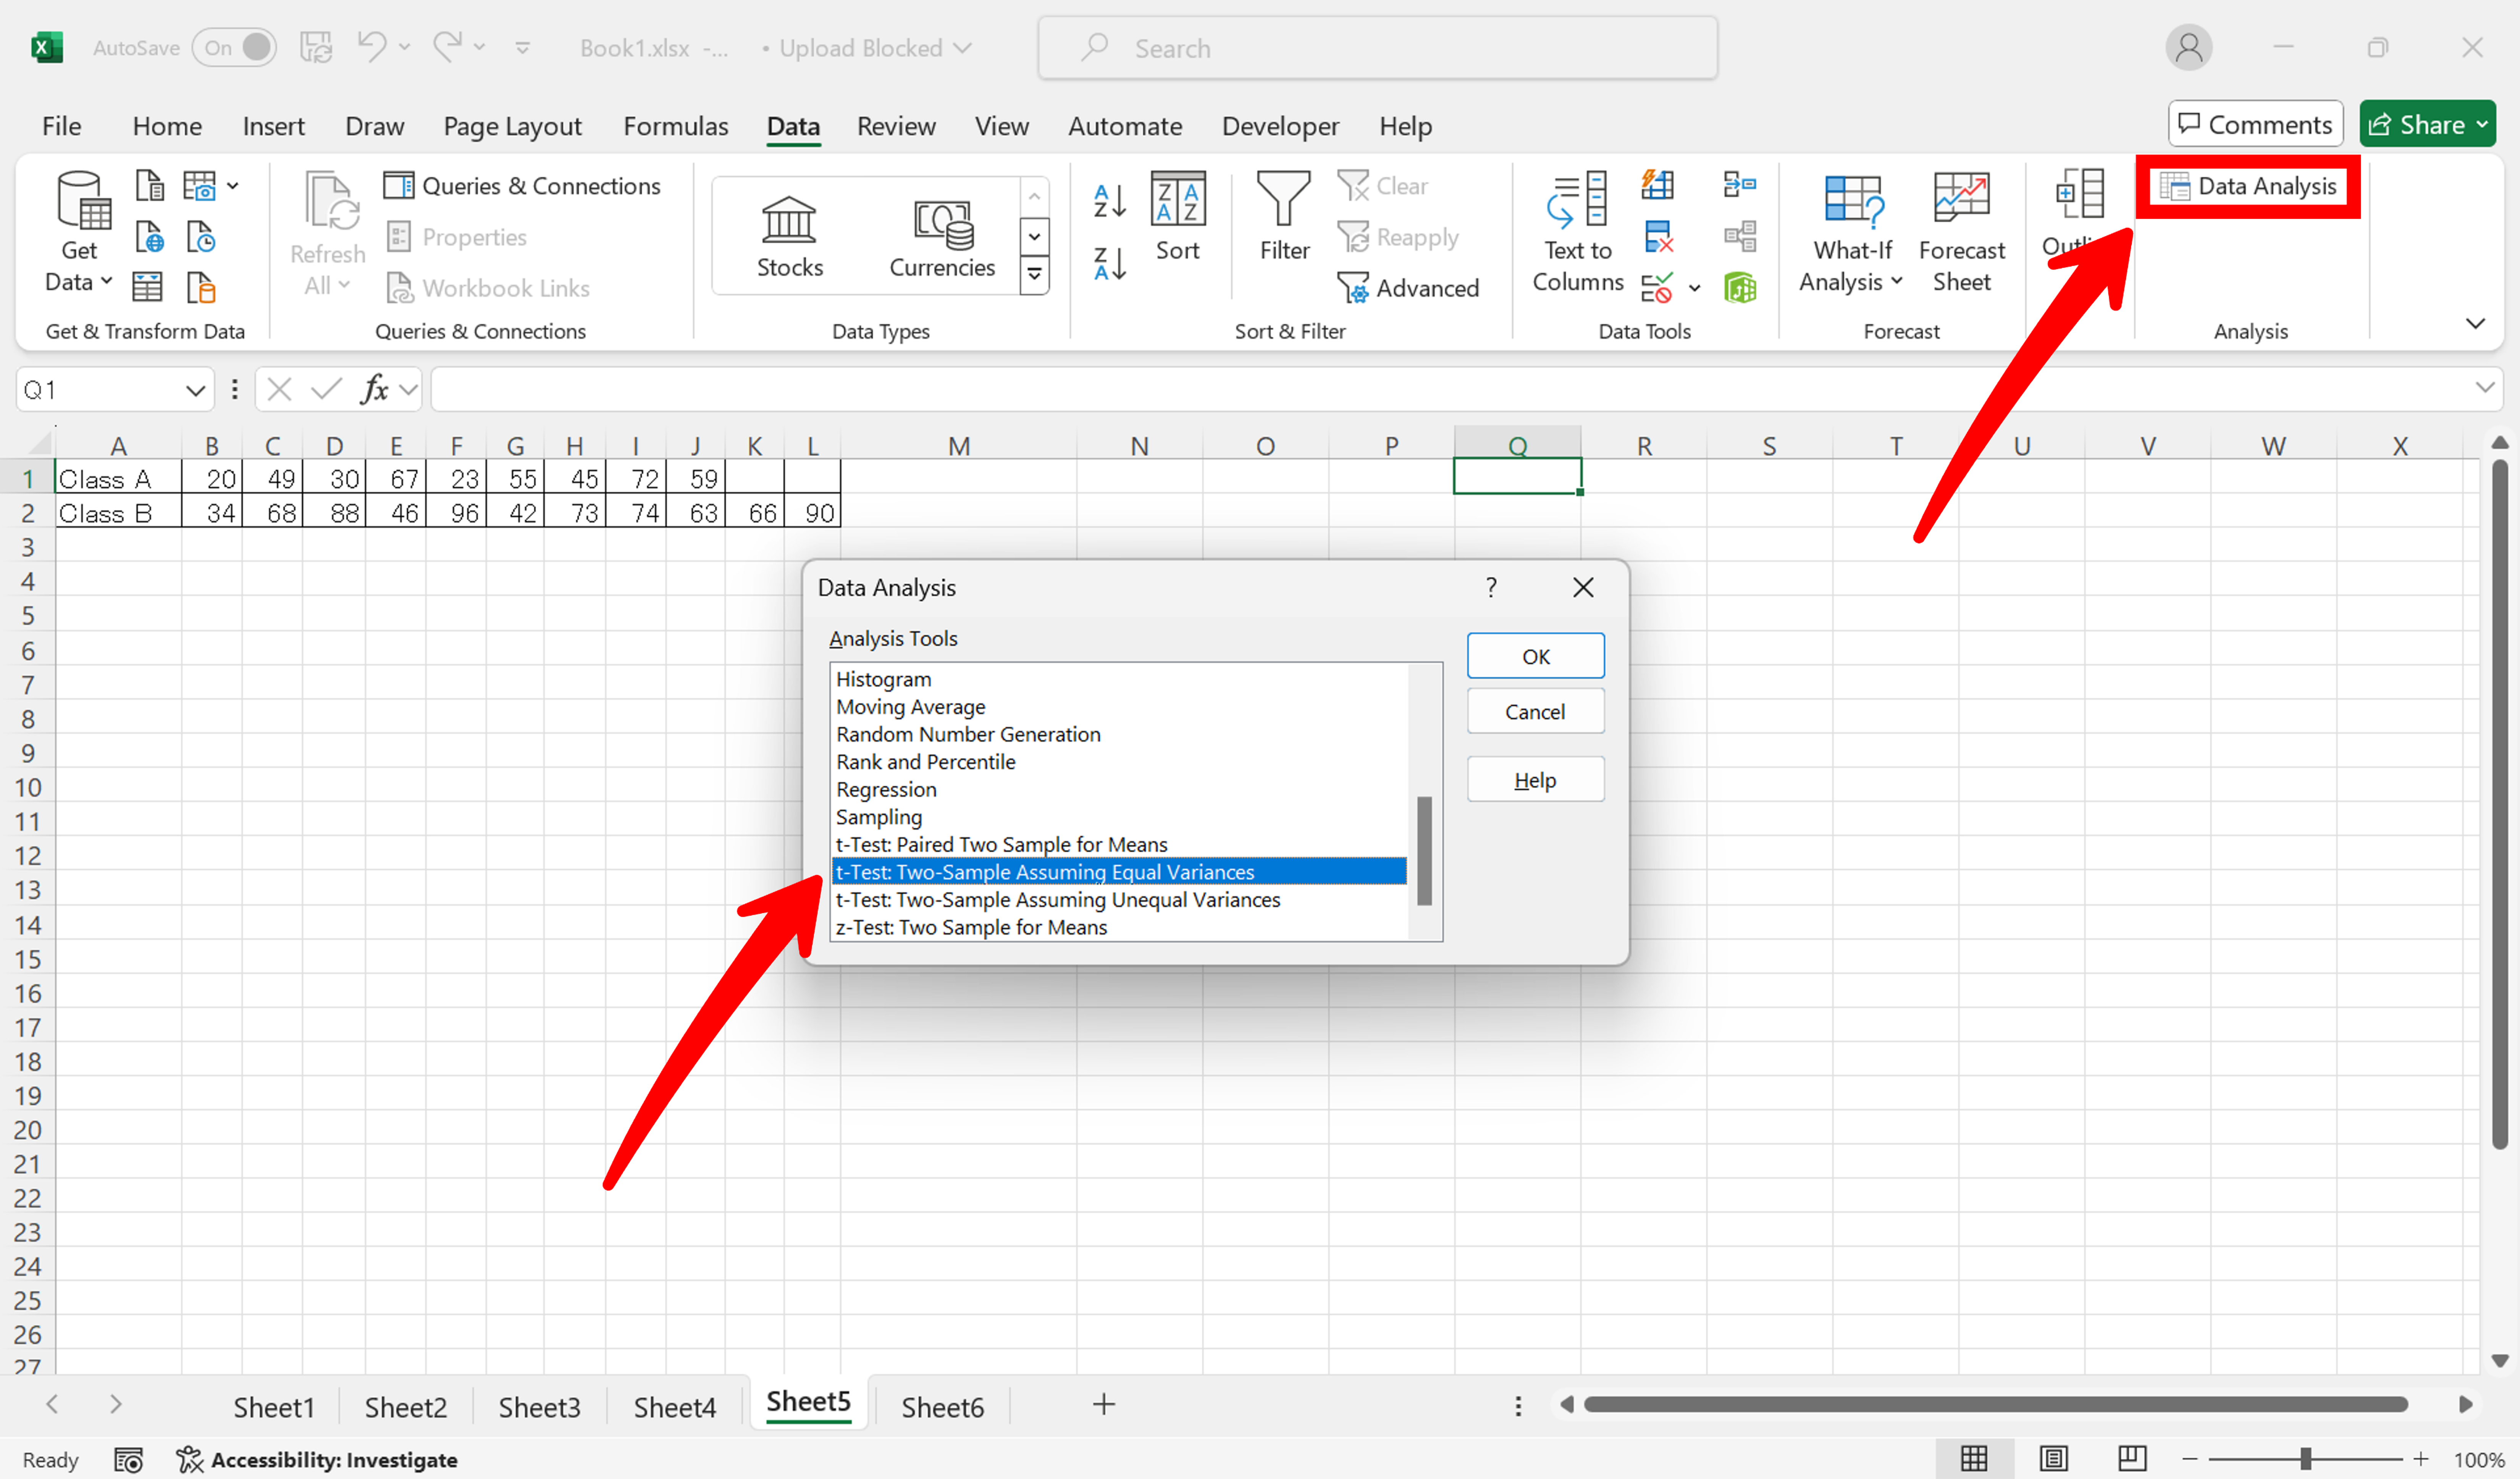 AutoSave On Book1.xlsx -... • Upload Blocked Search
File Home Insert Draw Page Layout Formulas Data Review View Automate Developer Help Comments Share
Get Data
Get & Transform Data
Refresh All
Queries & Connections
Properties
Workbook Links
Queries & Connections
Stocks Currencies
Data Types
Sort
Filter
Clear
Reapply
Advanced
Sort & Filter
Text to Columns
Data Tools
What-If Analysis
Forecast Sheet
Forecast
Data Analysis
Analysis
Q1 fx
A B C D E F G H I J K L M N O P Q R S T U V W X
1 Class A 20 49 30 67 23 55 45 72 59
2 Class B 34 68 88 46 96 42 73 74 63 66 90
3
4
5
6
7
8
9
10
11
12
13
14
15
16
17
18
19
20
21
22
23
24
25
26
27
Data Analysis ?
Analysis Tools
Histogram
Moving Average
Random Number Generation
Rank and Percentile
Regression
Sampling
t-Test: Paired Two Sample for Means
t-Test: Two-Sample Assuming Equal Variances
t-Test: Two-Sample Assuming Unequal Variances
z-Test: Two Sample for Means
OK
Cancel
Help
Sheet1 Sheet2 Sheet3 Sheet4 Sheet5 Sheet6
Ready Accessibility: Investigate 100%